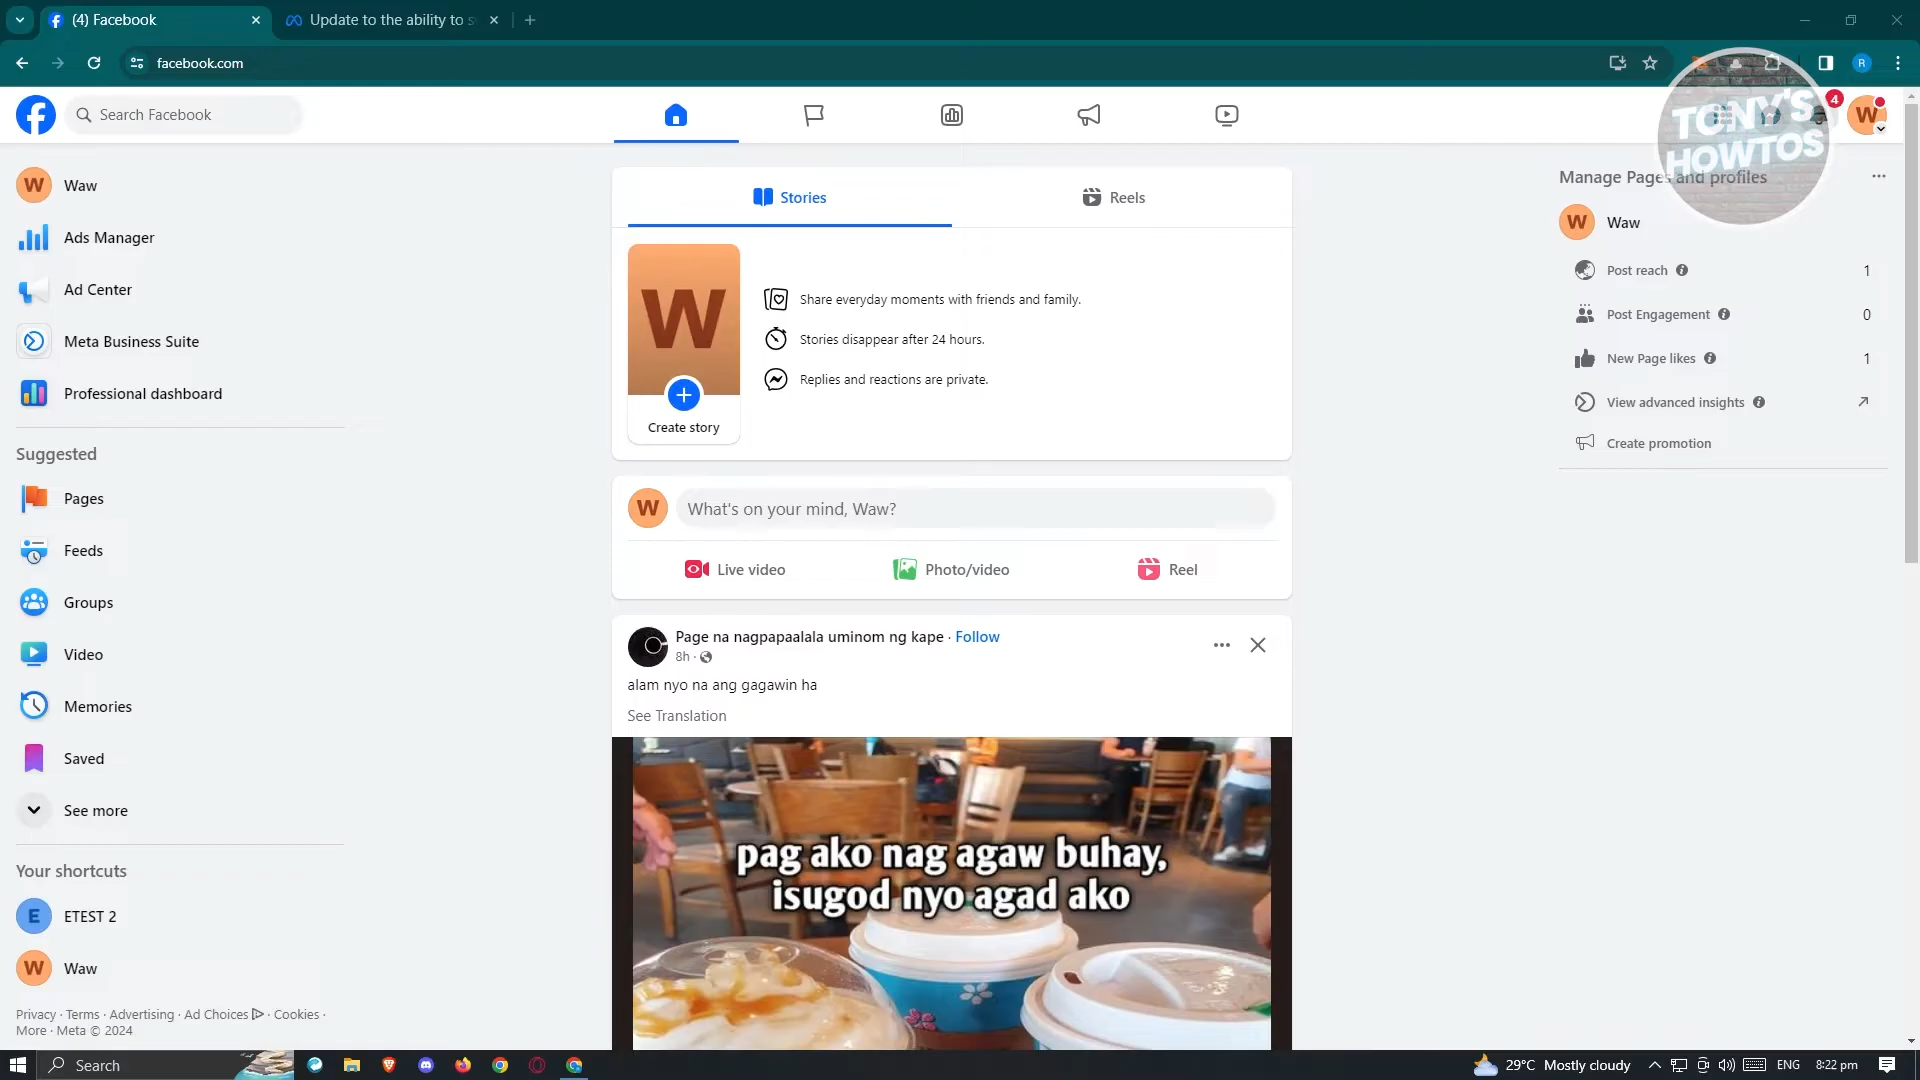 (4) Facebook
Update to the ability to s
facebook.com
R
Search Facebook
4
W
TONY'S
HOWTOS
W
Waw
Ads Manager
Ad Center
Meta Business Suite
Professional dashboard
Suggested
Pages
Feeds
Groups
Video
Memories
Saved
See more
Your shortcuts
E
ETEST 2
W
Waw
Privacy · Terms · Advertising · Ad Choices · Cookies ·
More · Meta © 2024
Stories
Reels
W
Create story
Share everyday moments with friends and family.
Stories disappear after 24 hours.
Replies and reactions are private.
W
What's on your mind, Waw?
Live video
Photo/video
Reel
Page na nagpapaalala uminom ng kape · Follow
8h ·
alam nyo na ang gagawin ha
See Translation
pag ako nag agaw buhay,
isugod nyo agad ako
Manage Pages and profiles
W
Waw
Post reach 1
Post Engagement 0
New Page likes 1
View advanced insights
Create promotion
Search
29°C Mostly cloudy
ENG
8:22 pm